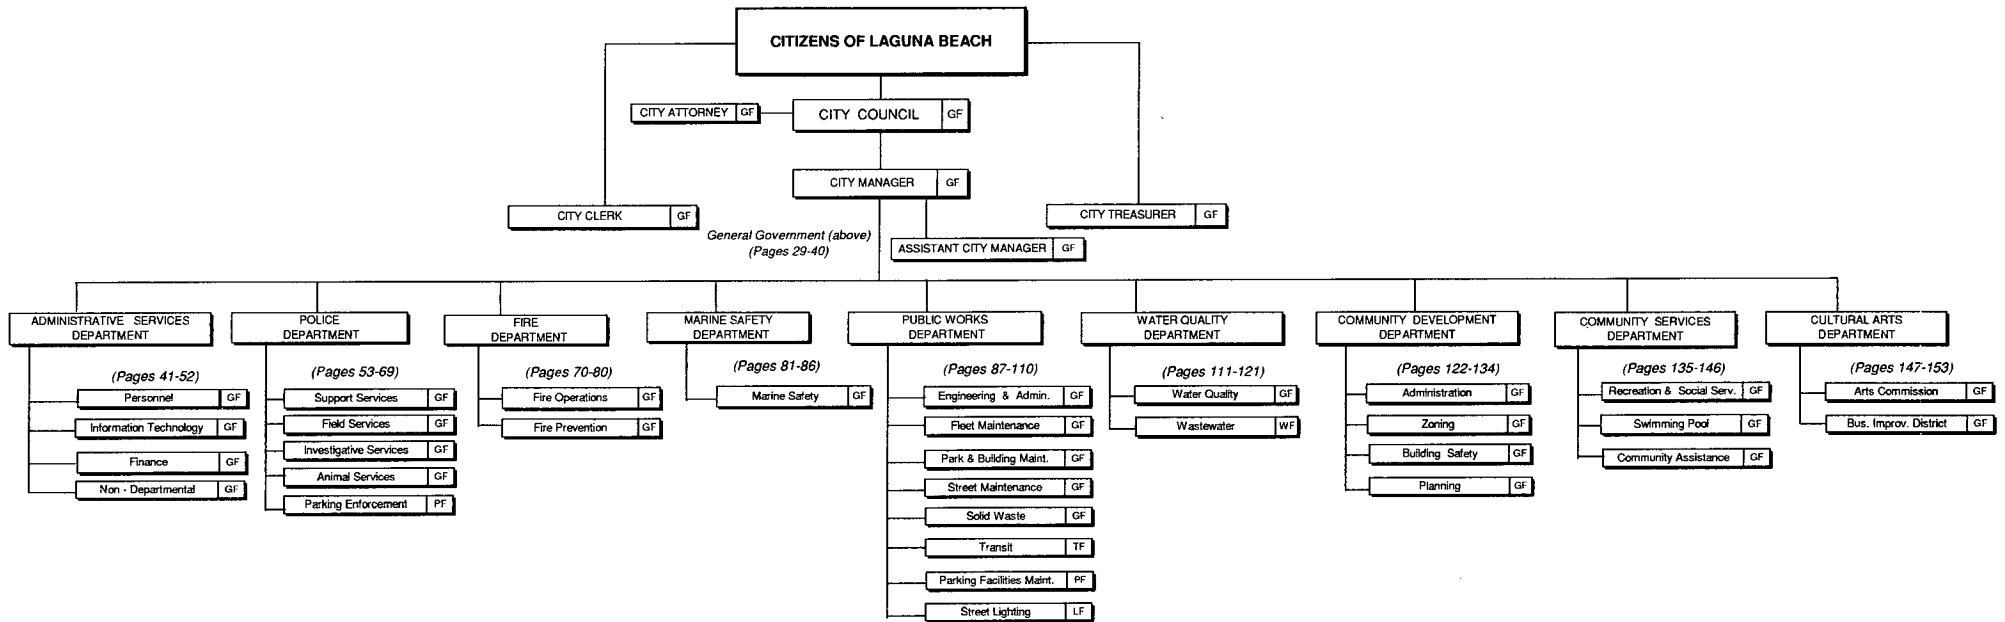 CITIZENS OF LAGUNA BEACH
CITY ATTORNEY GF
CITY COUNCIL GF
CITY MANAGER GF
CITY CLERK GF
CITY TREASURER GF
General Government (above)
(Pages 29-40)
ASSISTANT CITY MANAGER GF
ADMINISTRATIVE SERVICES
DEPARTMENT
(Pages 41-52)
Personnel GF
Information Technology GF
Finance GF
Non - Departmental GF
POLICE
DEPARTMENT
(Pages 53-69)
Support Services GF
Field Services GF
Investigative Services GF
Animal Services GF
Parking Enforcement PF
FIRE
DEPARTMENT
(Pages 70-80)
Fire Operations GF
Fire Prevention GF
MARINE SAFETY
DEPARTMENT
(Pages 81-86)
Marine Safety GF
PUBLIC WORKS
DEPARTMENT
(Pages 87-110)
Engineering & Admin. GF
Fleet Maintenance GF
Park & Building Maint. GF
Street Maintenance GF
Solid Waste GF
Transit TF
Parking Facilities Maint. PF
Street Lighting LF
WATER QUALITY
DEPARTMENT
(Pages 111-121)
Water Quality GF
Wastewater WF
COMMUNITY DEVELOPMENT
DEPARTMENT
(Pages 122-134)
Administration GF
Zoning GF
Building Safety GF
Planning GF
COMMUNITY SERVICES
DEPARTMENT
(Pages 135-146)
Recreation & Social Serv. GF
Swimming Pool GF
Community Assistance GF
CULTURAL ARTS
DEPARTMENT
(Pages 147-153)
Arts Commission GF
Bus. Improv. District GF